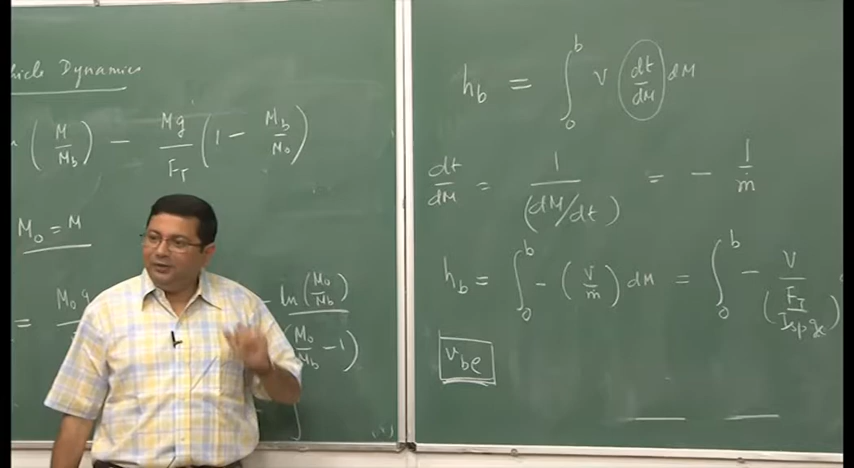 hicle Dynamics
(M/M_b) - Mg/F_T (1 - M_b/M_0)
M_0 = M
= M_0 g
ln(M_0/M_b)
(M_0/M_b - 1)
h_b = ∫_0^b v (dt/dM) dM
dt/dM = 1/(dM/dt) = - 1/ṁ
h_b = ∫_0^b -(v/ṁ) dM = ∫_0^b - v/(F_T/I_sp g_e)
v_be